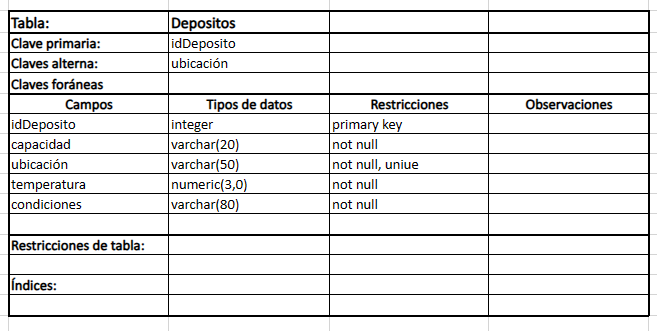 Tabla: Depositos
Clave primaria: idDeposito
Claves alterna: ubicación
Claves foráneas
Campos Tipos de datos Restricciones Observaciones
idDeposito integer primary key
capacidad varchar(20) not null
ubicación varchar(50) not null, uniue
temperatura numeric(3,0) not null
condiciones varchar(80) not null
Restricciones de tabla:
Índices: